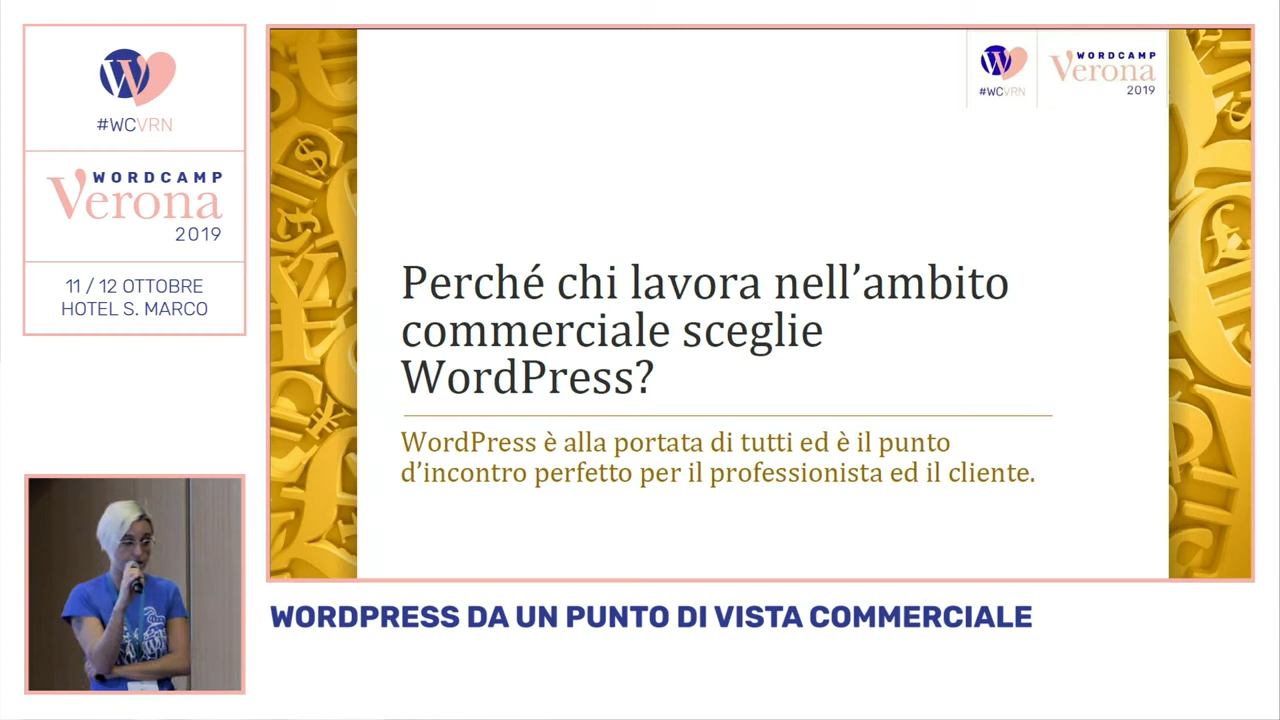 #WCVRN
WORDCAMP
Verona
2019
11 / 12 OTTOBRE
HOTEL S. MARCO
#WCVRN
WORDCAMP
Verona
2019
Perché chi lavora nell’ambito
commerciale sceglie
WordPress?
WordPress è alla portata di tutti ed è il punto
d’incontro perfetto per il professionista ed il cliente.
WORDPRESS DA UN PUNTO DI VISTA COMMERCIALE